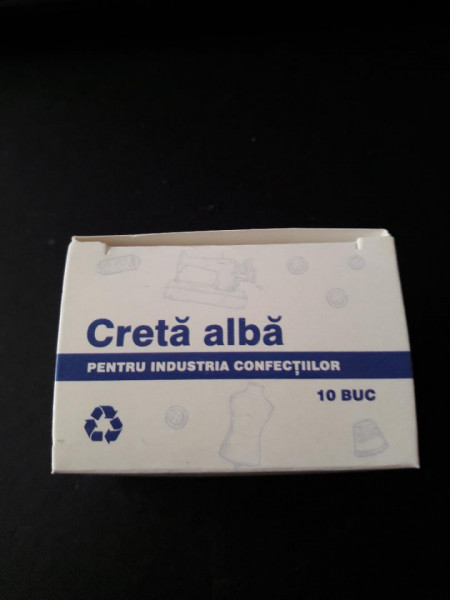 Cretă albă
PENTRU INDUSTRIA CONFECȚIILOR
10 BUC